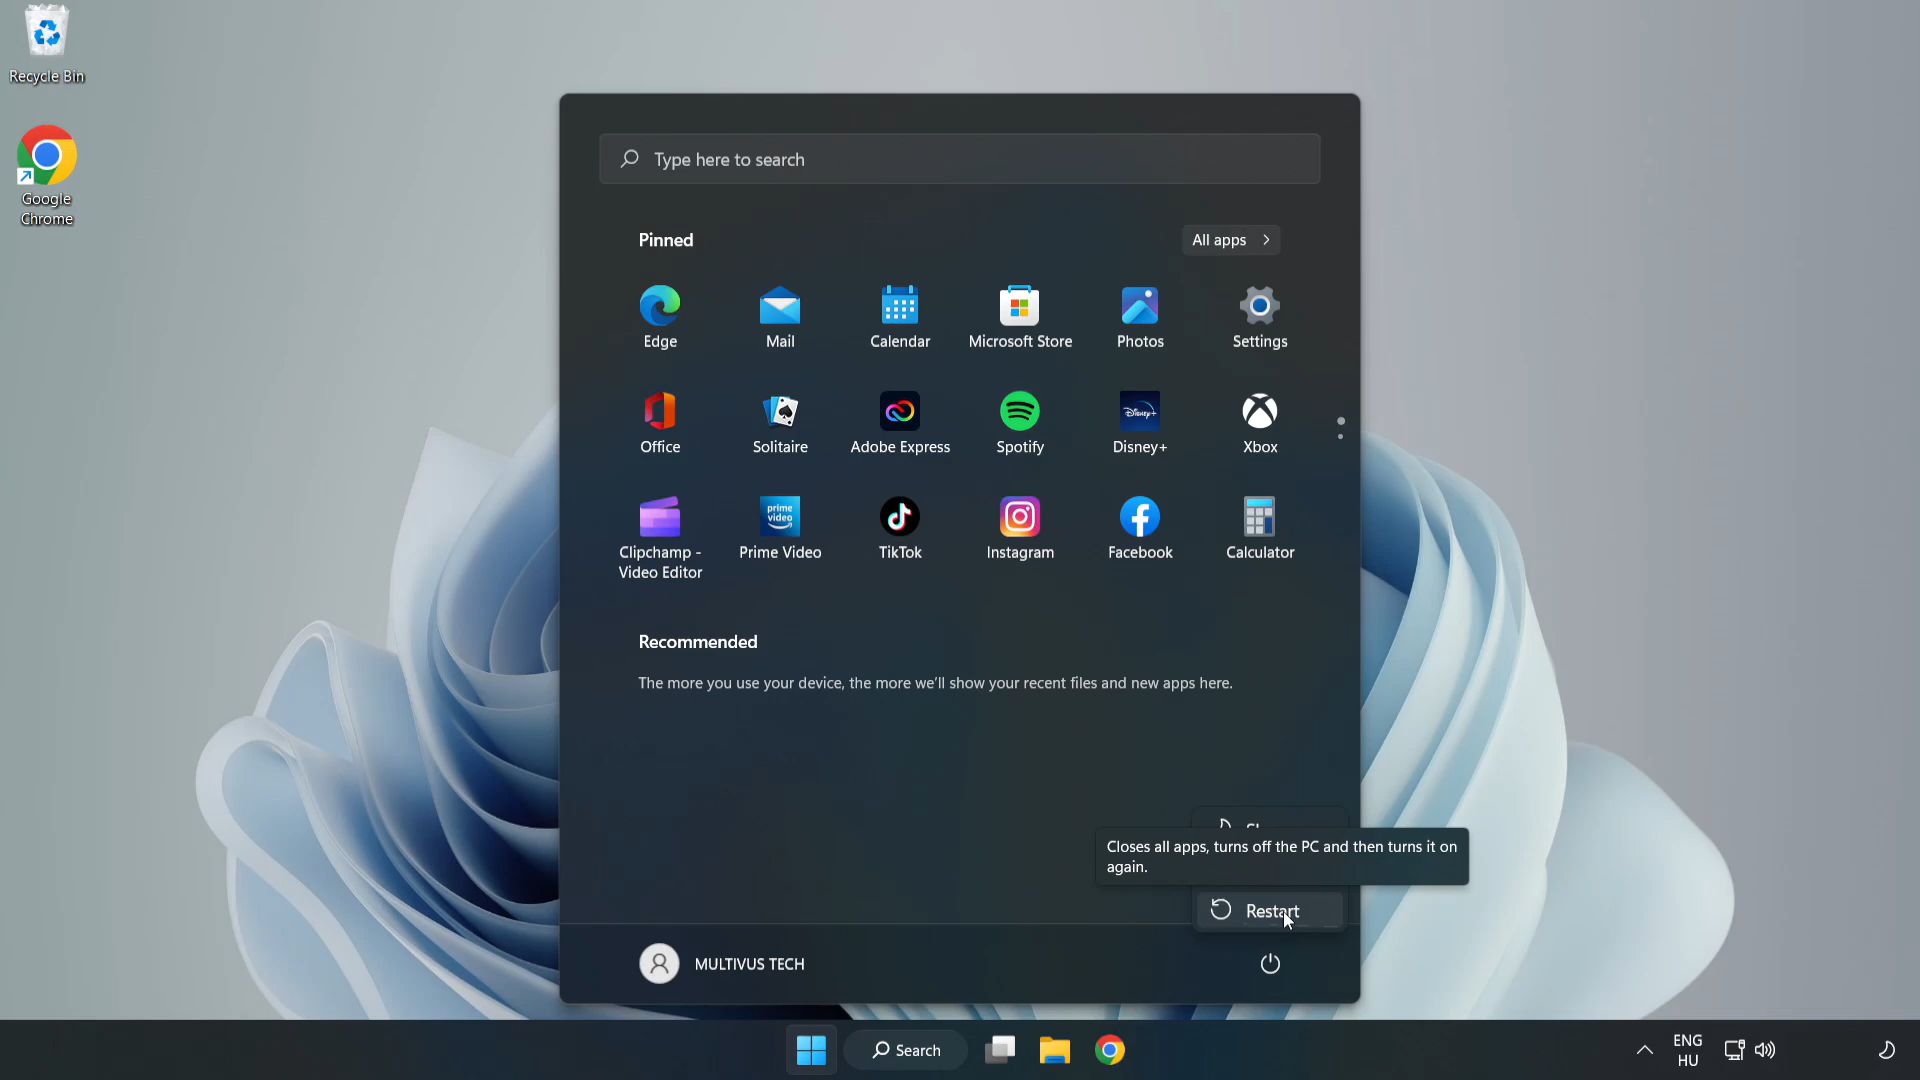 Recycle Bin
Google
Chrome
Type here to search
Pinned
All apps
Edge
Mail
Calendar
Microsoft Store
Photos
Settings
Office
Solitaire
Adobe Express
Spotify
Disney+
Xbox
prime
video
Clipchamp -
Video Editor
Prime Video
TikTok
Instagram
Facebook
Calculator
Recommended
The more you use your device, the more we'll show your recent files and new apps here.
Closes all apps, turns off the PC and then turns it on
again.
Restart
MULTIVUS TECH
Search
ENG
HU